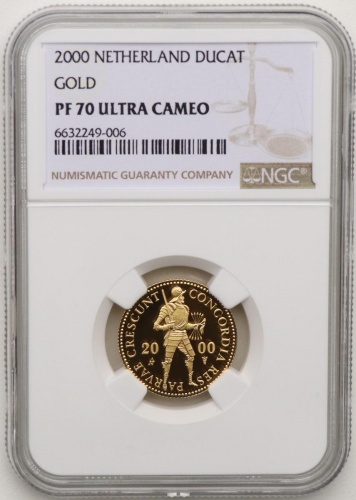 2000 NETHERLAND DUCAT
GOLD
PF 70 ULTRA CAMEO
6632249-006
NUMISMATIC GUARANTY COMPANY NGC
CONCORDIA RES PARVAE CRESCUNT
20 00